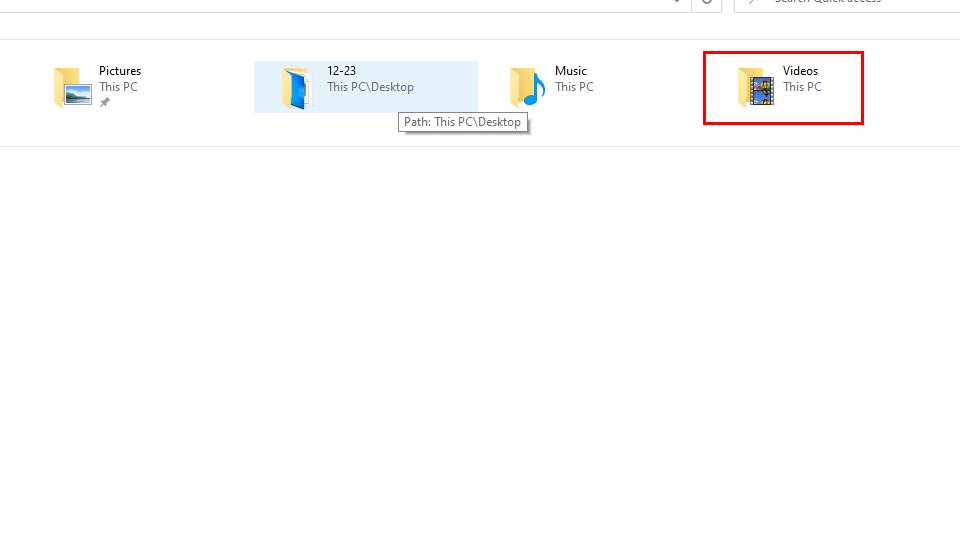 Search Quick access
Pictures
This PC
12-23
This PC\Desktop
Music
This PC
Videos
This PC
Path: This PC\Desktop